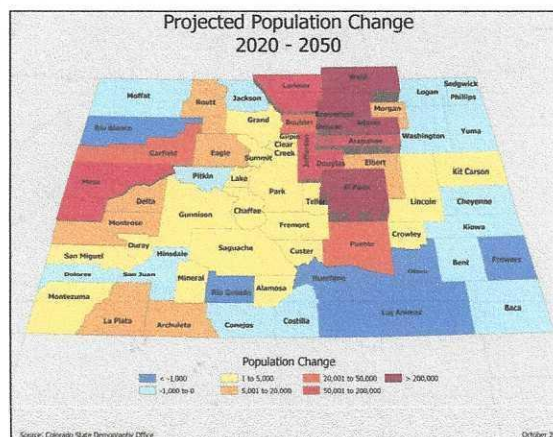 Projected Population Change
2020 - 2050
Moffat
Routt
Jackson
Larimer
Weld
Logan
Sedgwick
Phillips
Morgan
Rio Blanco
Grand
Boulder
Broomfield
Adams
Washington
Yuma
Garfield
Eagle
Summit
Gilpin
Clear
Creek
Denver
Jefferson
Arapahoe
Pitkin
Lake
Park
Douglas
Elbert
Kit Carson
Mesa
Delta
Gunnison
Chaffee
Teller
El Paso
Lincoln
Cheyenne
Montrose
Fremont
Kiowa
Ouray
Saguache
Custer
Pueblo
Crowley
San Miguel
Hinsdale
Dolores
San Juan
Mineral
Rio Grande
Alamosa
Huerfano
Otero
Bent
Prowers
Montezuma
La Plata
Archuleta
Conejos
Costilla
Las Animas
Baca
Population Change
< -1,000
1 to 5,000
20,001 to 50,000
> 200,000
-1,000 to 0
5,001 to 20,000
50,001 to 200,000
Source: Colorado State Demography Office
October